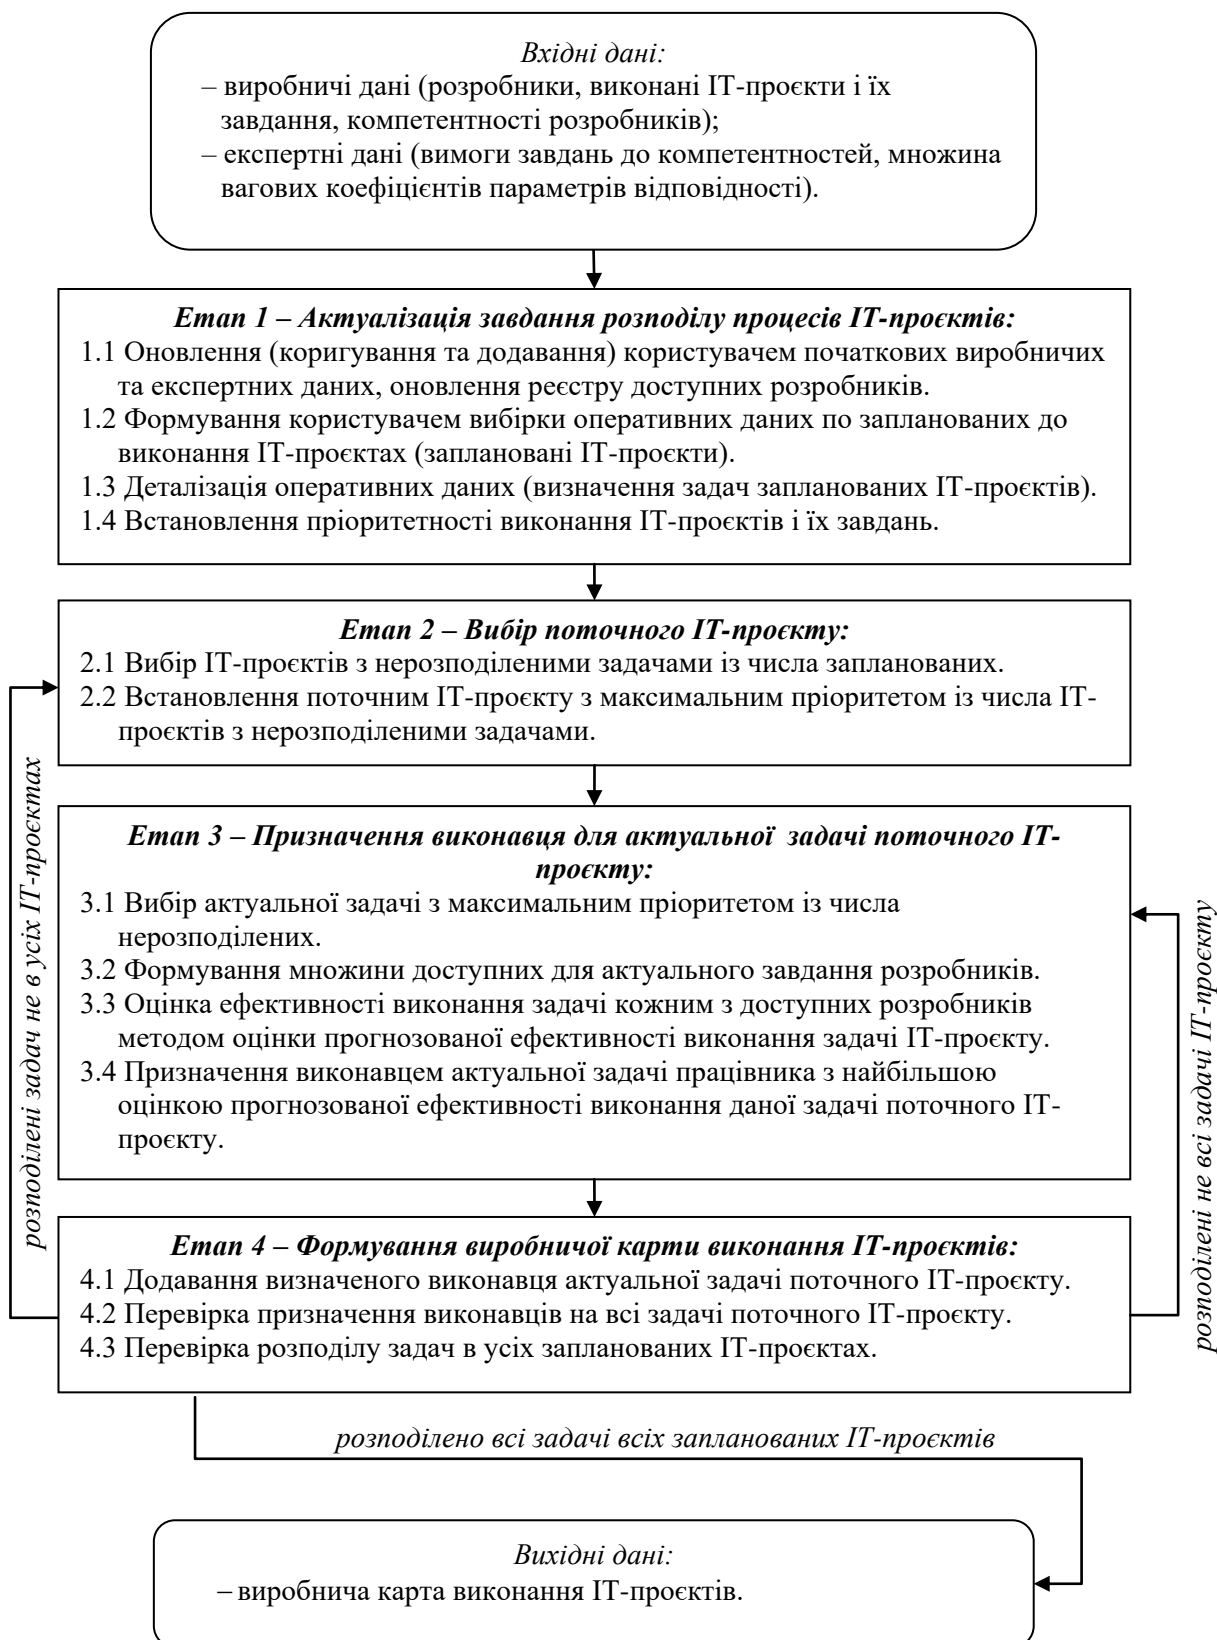 Вхідні дані:
– виробничі дані (розробники, виконані ІТ-проєкти і їх
завдання, компетентності розробників);
– експертні дані (вимоги завдань до компетентностей, множина
вагових коефіцієнтів параметрів відповідності).
Етап 1 – Актуалізація завдання розподілу процесів ІТ-проєктів:
1.1 Оновлення (коригування та додавання) користувачем початкових виробничих
та експертних даних, оновлення реєстру доступних розробників.
1.2 Формування користувачем вибірки оперативних даних по запланованих до
виконання ІТ-проєктах (заплановані ІТ-проєкти).
1.3 Деталізація оперативних даних (визначення задач запланованих ІТ-проєктів).
1.4 Встановлення пріоритетності виконання ІТ-проєктів і їх завдань.
Етап 2 – Вибір поточного ІТ-проєкту:
2.1 Вибір ІТ-проєктів з нерозподіленими задачами із числа запланованих.
2.2 Встановлення поточним ІТ-проєкту з максимальним пріоритетом із числа ІТ-
проєктів з нерозподіленими задачами.
розподілені задач не в усіх ІТ-проєктах
Етап 3 – Призначення виконавця для актуальної задачі поточного ІТ-
проєкту:
3.1 Вибір актуальної задачі з максимальним пріоритетом із числа
нерозподілених.
3.2 Формування множини доступних для актуального завдання розробників.
3.3 Оцінка ефективності виконання задачі кожним з доступних розробників
методом оцінки прогнозованої ефективності виконання задачі ІТ-проєкту.
3.4 Призначення виконавцем актуальної задачі працівника з найбільшою
оцінкою прогнозованої ефективності виконання даної задачі поточного ІТ-
проєкту.
розподілені не всі задачі ІТ-проєкту
Етап 4 – Формування виробничої карти виконання ІТ-проєктів:
4.1 Додавання визначеного виконавця актуальної задачі поточного ІТ-проєкту.
4.2 Перевірка призначення виконавців на всі задачі поточного ІТ-проєкту.
4.3 Перевірка розподілу задач в усіх запланованих ІТ-проєктах.
розподілено всі задачі всіх запланованих ІТ-проєктів
Вихідні дані:
– виробнича карта виконання ІТ-проєктів.